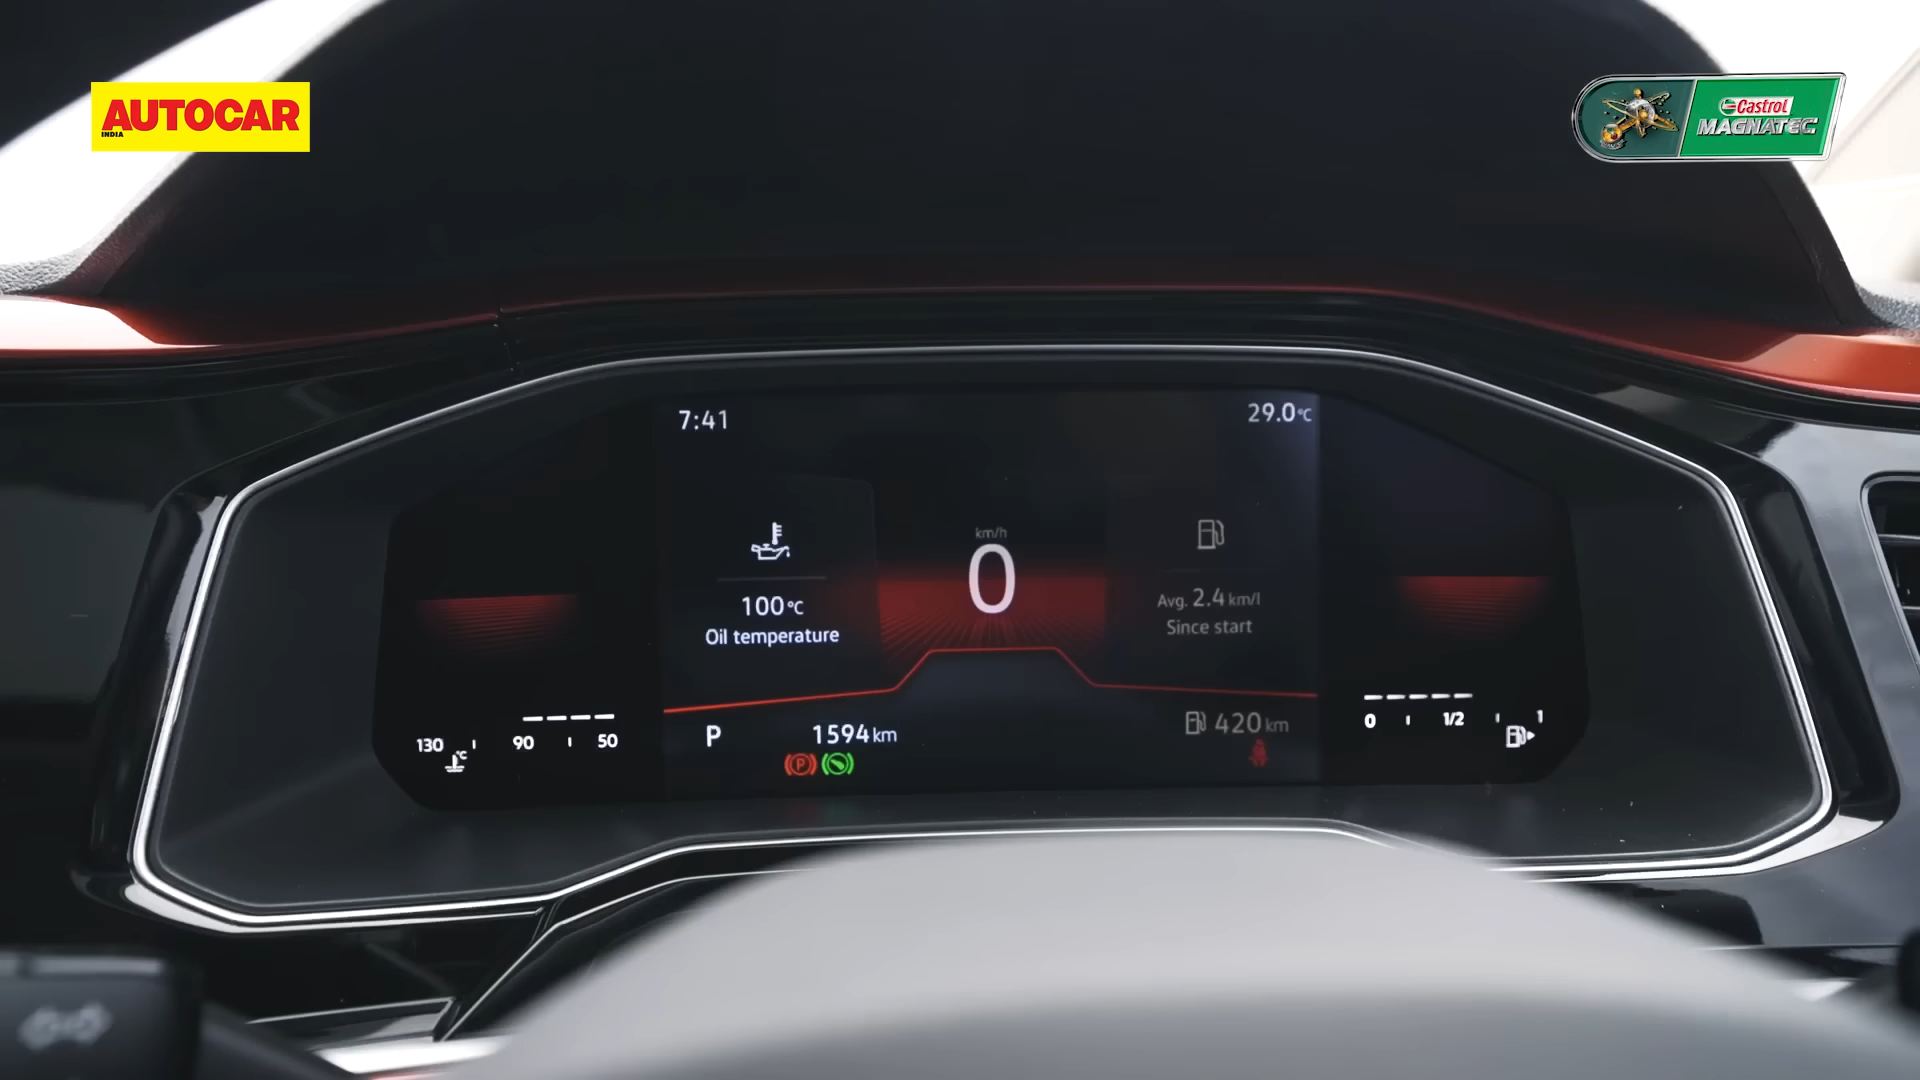 AUTOCAR
INDIA
Castrol
MAGNATEC
7:41
29.0°C
km/h
0
100°C
Oil temperature
Avg. 2.4 km/l
Since start
130 90 50
°C
P
1594 km
420 km
0 1/2 1
P